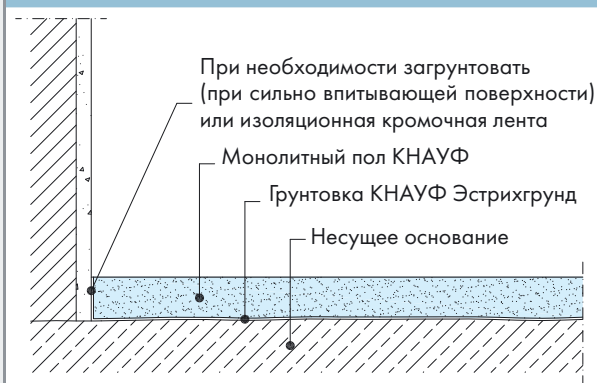 При необходимости загрунтовать
(при сильно впитывающей поверхности)
или изоляционная кромочная лента
Монолитный пол КНАУФ
Грунтовка КНАУФ Эстрихгрунд
Несущее основание